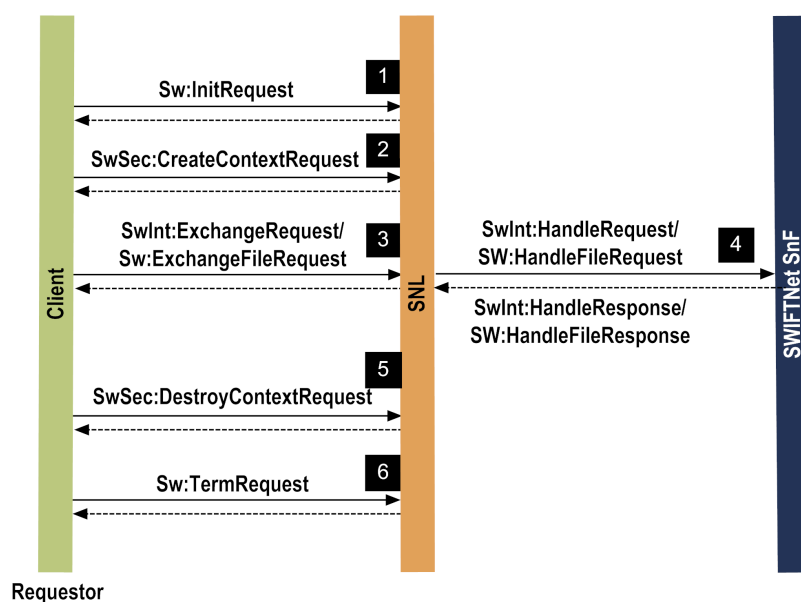 1
Sw:InitRequest
2
SwSec:CreateContextRequest
SwInt:ExchangeRequest/
Sw:ExchangeFileRequest
3
SwInt:HandleRequest/
SW:HandleFileRequest
4
SwInt:HandleResponse/
SW:HandleFileResponse
Client
SNL
SWIFTNet SnF
5
SwSec:DestroyContextRequest
6
Sw:TermRequest
Requestor